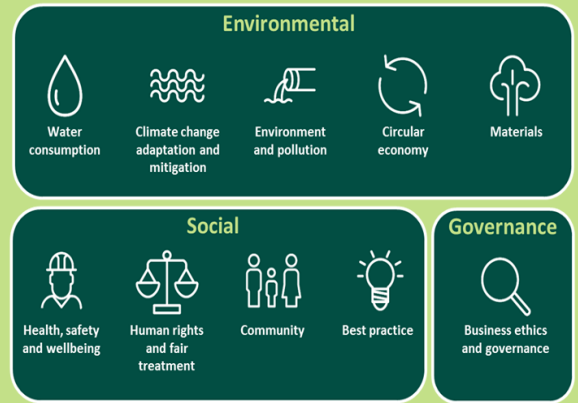 Environmental
Water
consumption
Climate change
adaptation and
mitigation
Environment
and pollution
Circular
economy
Materials
Social
Health, safety
and wellbeing
Human rights
and fair
treatment
Community
Best practice
Governance
Business ethics
and governance